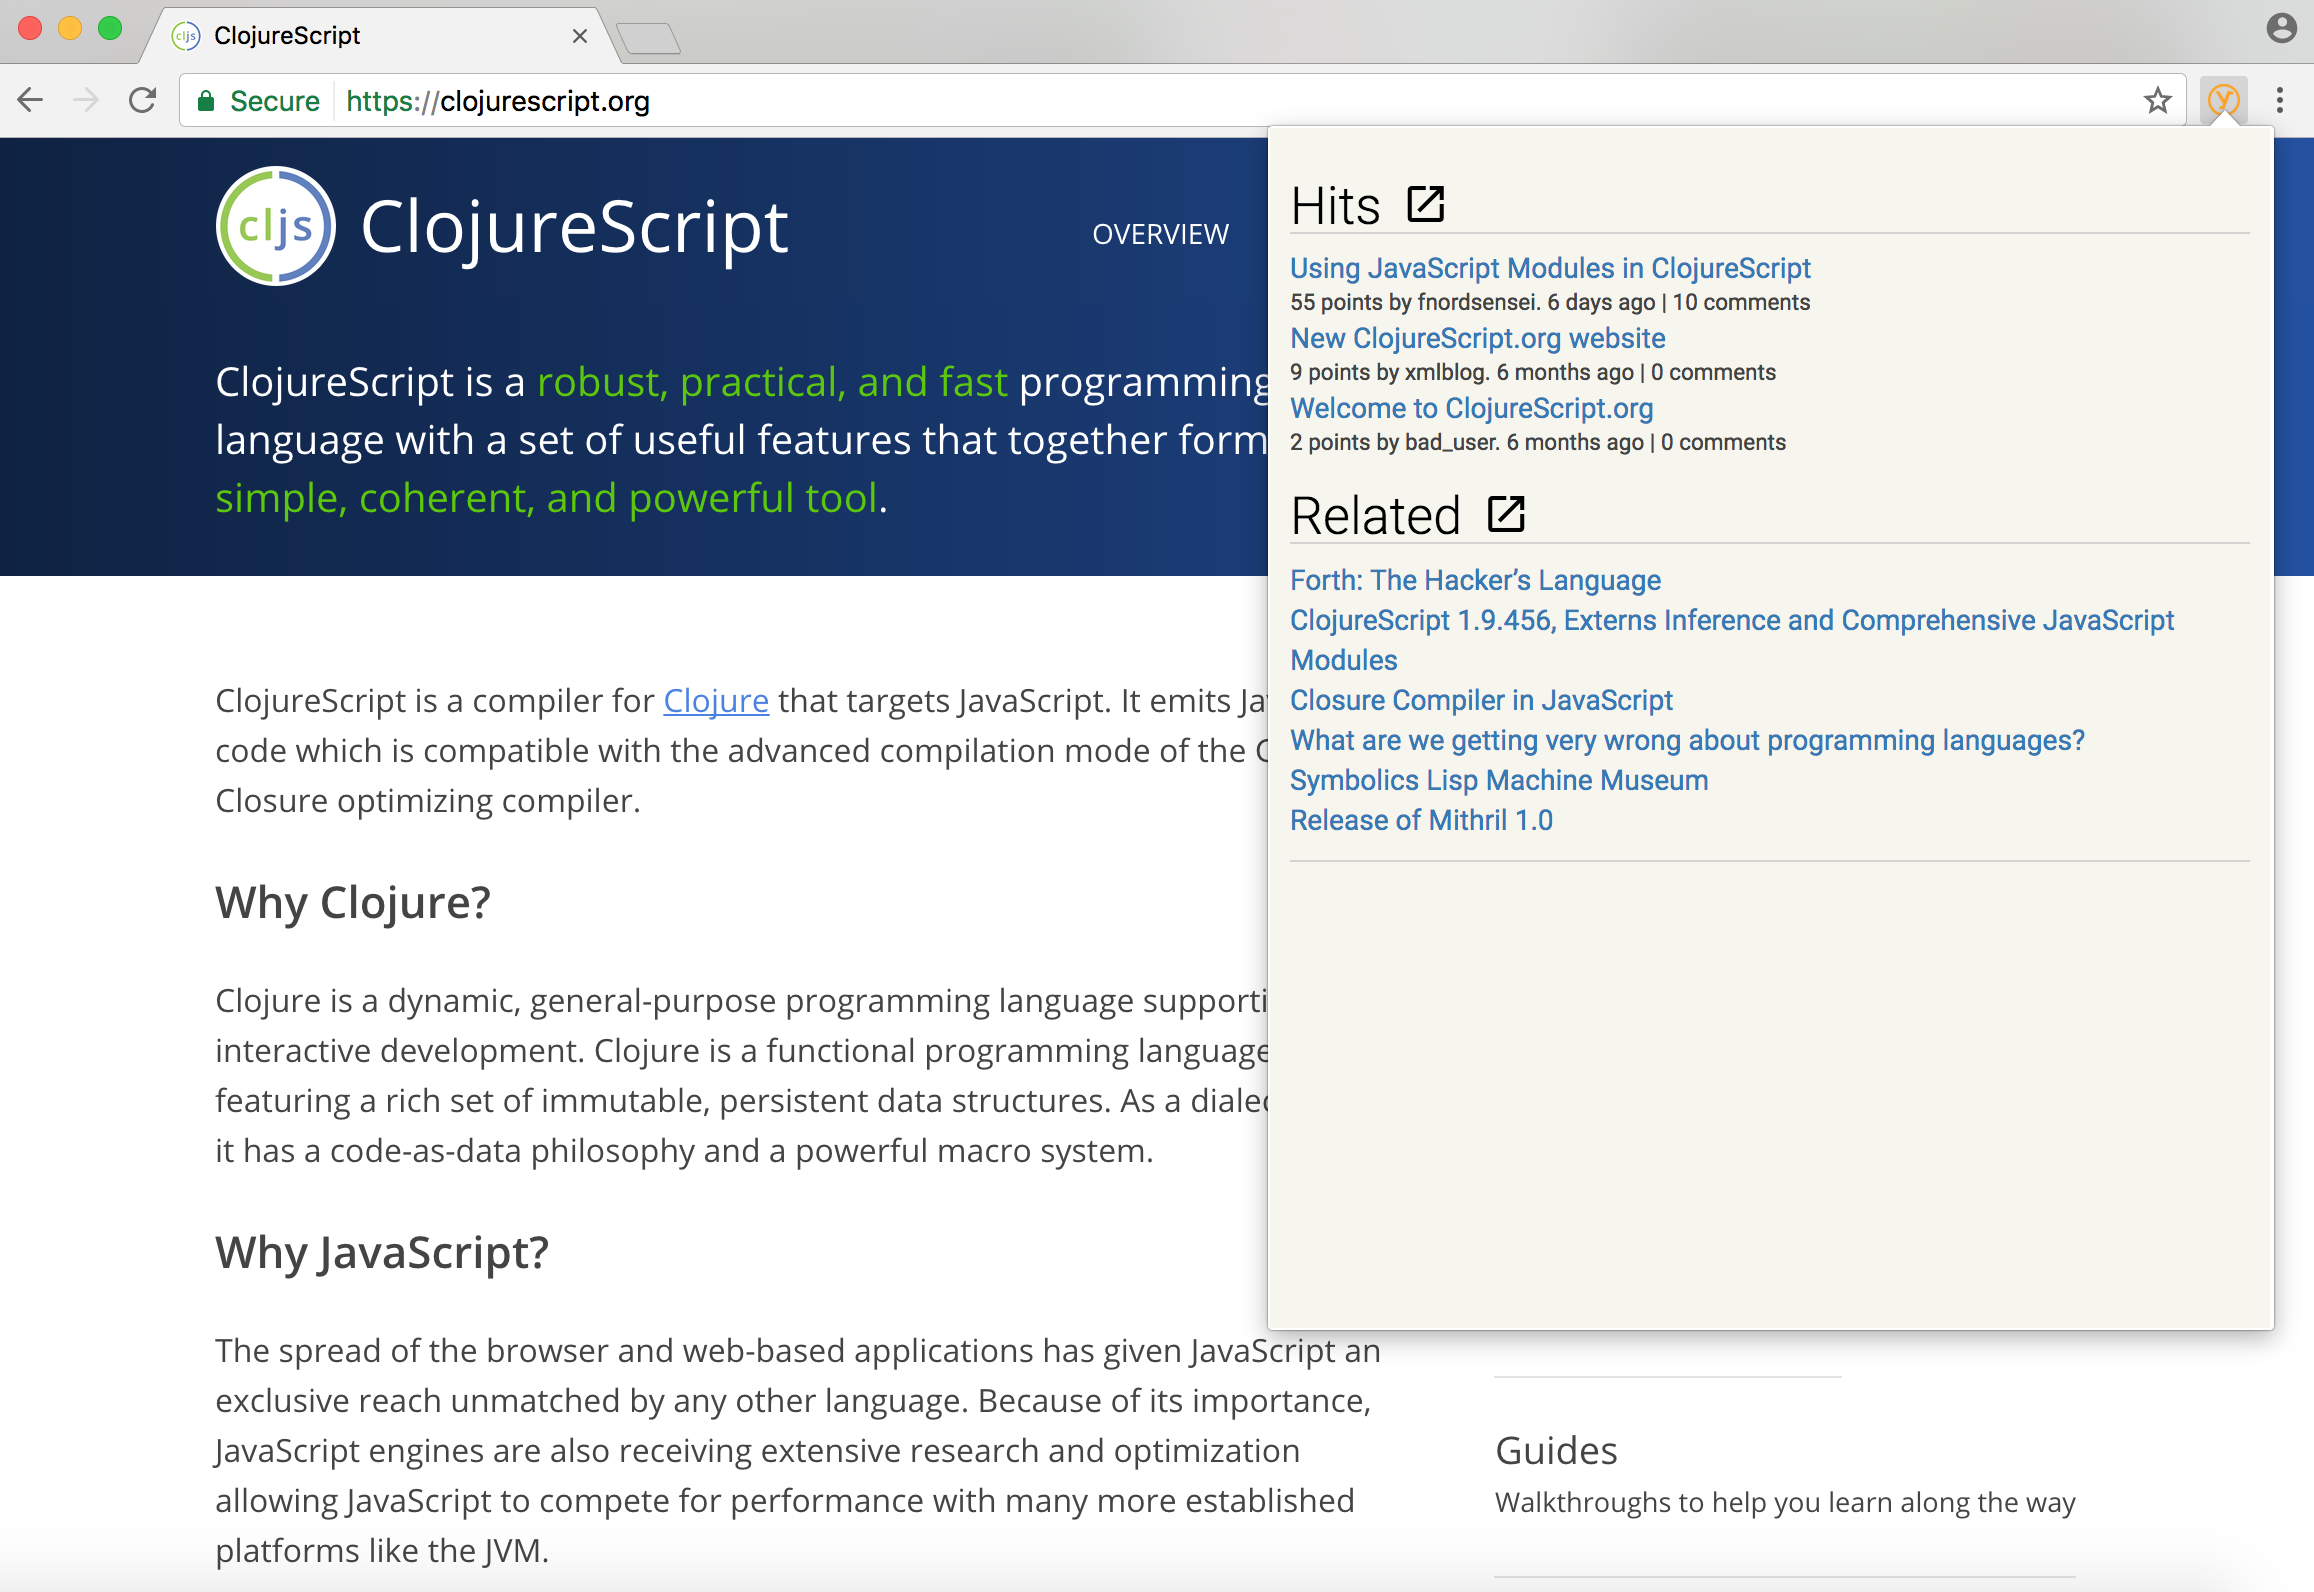 cljs ClojureScript
Secure https://clojurescript.org
cljs ClojureScript
OVERVIEW
ClojureScript is a robust, practical, and fast programming
language with a set of useful features that together form
simple, coherent, and powerful tool.
ClojureScript is a compiler for Clojure that targets JavaScript. It emits
code which is compatible with the advanced compilation mode of the
Closure optimizing compiler.
Why Clojure?
Clojure is a dynamic, general-purpose programming language
interactive development. Clojure is a functional programming language
featuring a rich set of immutable, persistent data structures. As a
it has a code-as-data philosophy and a powerful macro system.
Why JavaScript?
The spread of the browser and web-based applications has given JavaScript an
exclusive reach unmatched by any other language. Because of its importance,
JavaScript engines are also receiving extensive research and optimization
allowing JavaScript to compete for performance with many more established
platforms like the JVM.
Hits
Using JavaScript Modules in ClojureScript
55 points by fnordsensei. 6 days ago | 10 comments
New ClojureScript.org website
9 points by xmlblog. 6 months ago | 0 comments
Welcome to ClojureScript.org
2 points by bad_user. 6 months ago | 0 comments
Related
Forth: The Hacker’s Language
ClojureScript 1.9.456, Externs Inference and Comprehensive JavaScript
Modules
Closure Compiler in JavaScript
What are we getting very wrong about programming languages?
Symbolics Lisp Machine Museum
Release of Mithril 1.0
Guides
Walkthroughs to help you learn along the way